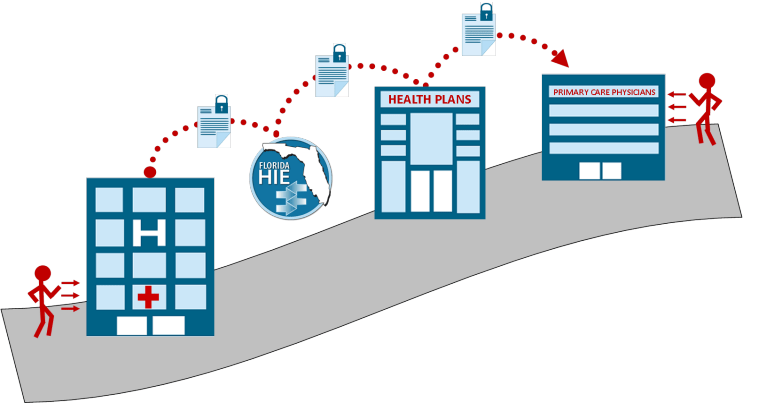 HEALTH PLANS
PRIMARY CARE PHYSICIANS
FLORIDA
HIE
H